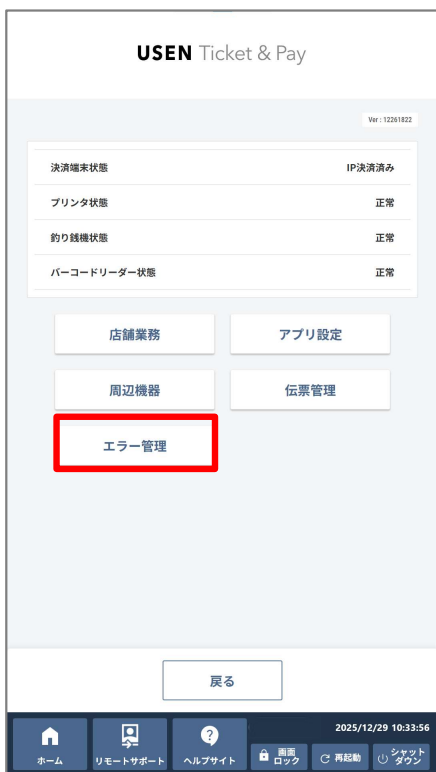 USEN Ticket & Pay
Ver : 12261822
決済端末状態 IP決済済み
プリンタ状態 正常
釣り銭機状態 正常
バーコードリーダー状態 正常
店舗業務 アプリ設定
周辺機器 伝票管理
エラー管理
戻る
2025/12/29 10:33:56
ホーム リモートサポート ヘルプサイト 画面ロック 再起動 シャットダウン